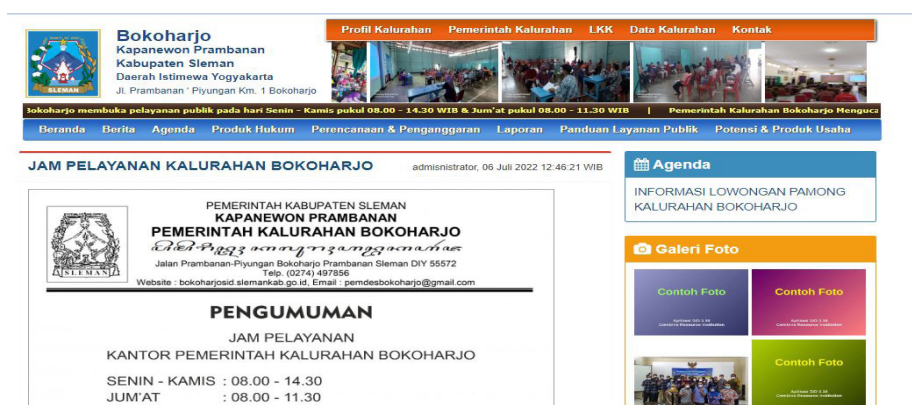 Bokoharjo
Kapanewon Prambanan
Kabupaten Sleman
Daerah Istimewa Yogyakarta
Jl. Prambanan ' Piyungan Km. 1 Bokoharjo
SLEMAN
Profil Kalurahan Pemerintah Kalurahan LKK Data Kalurahan Kontak
Bokoharjo membuka pelayanan publik pada hari Senin - Kamis pukul 08.00 - 14.30 WIB & Jum'at pukul 08.00 - 11.30 WIB | Pemerintah Kalurahan Bokoharjo Menguca
Beranda Berita Agenda Produk Hukum Perencanaan & Penganggaran Laporan Panduan Layanan Publik Potensi & Produk Usaha
JAM PELAYANAN KALURAHAN BOKOHARJO
admisnistrator, 06 Juli 2022 12:46:21 WIB
PEMERINTAH KABUPATEN SLEMAN
KAPANEWON PRAMBANAN
PEMERINTAH KALURAHAN BOKOHARJO
Jalan Prambanan-Piyungan Bokoharjo Prambanan Sleman DIY 55572
Telp. (0274) 497856
Website : bokoharjosid.slemankab.go.id, Email : pemdesbokoharjo@gmail.com
SLEMAN
PENGUMUMAN
JAM PELAYANAN
KANTOR PEMERINTAH KALURAHAN BOKOHARJO
SENIN - KAMIS : 08.00 - 14.30
JUM'AT : 08.00 - 11.30
Agenda
INFORMASI LOWONGAN PAMONG
KALURAHAN BOKOHARJO
Galeri Foto
Contoh Foto
Contoh Foto
Contoh Foto